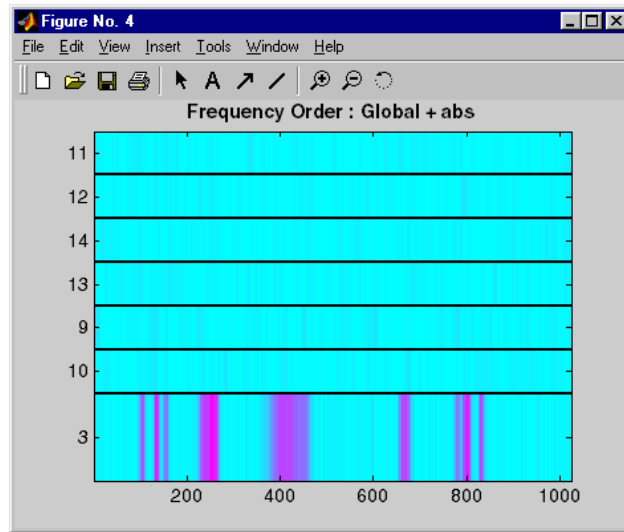 Figure No. 4
File Edit View Insert Tools Window Help
A
Frequency Order : Global + abs
11
12
14
13
9
10
3
200 400 600 800 1000